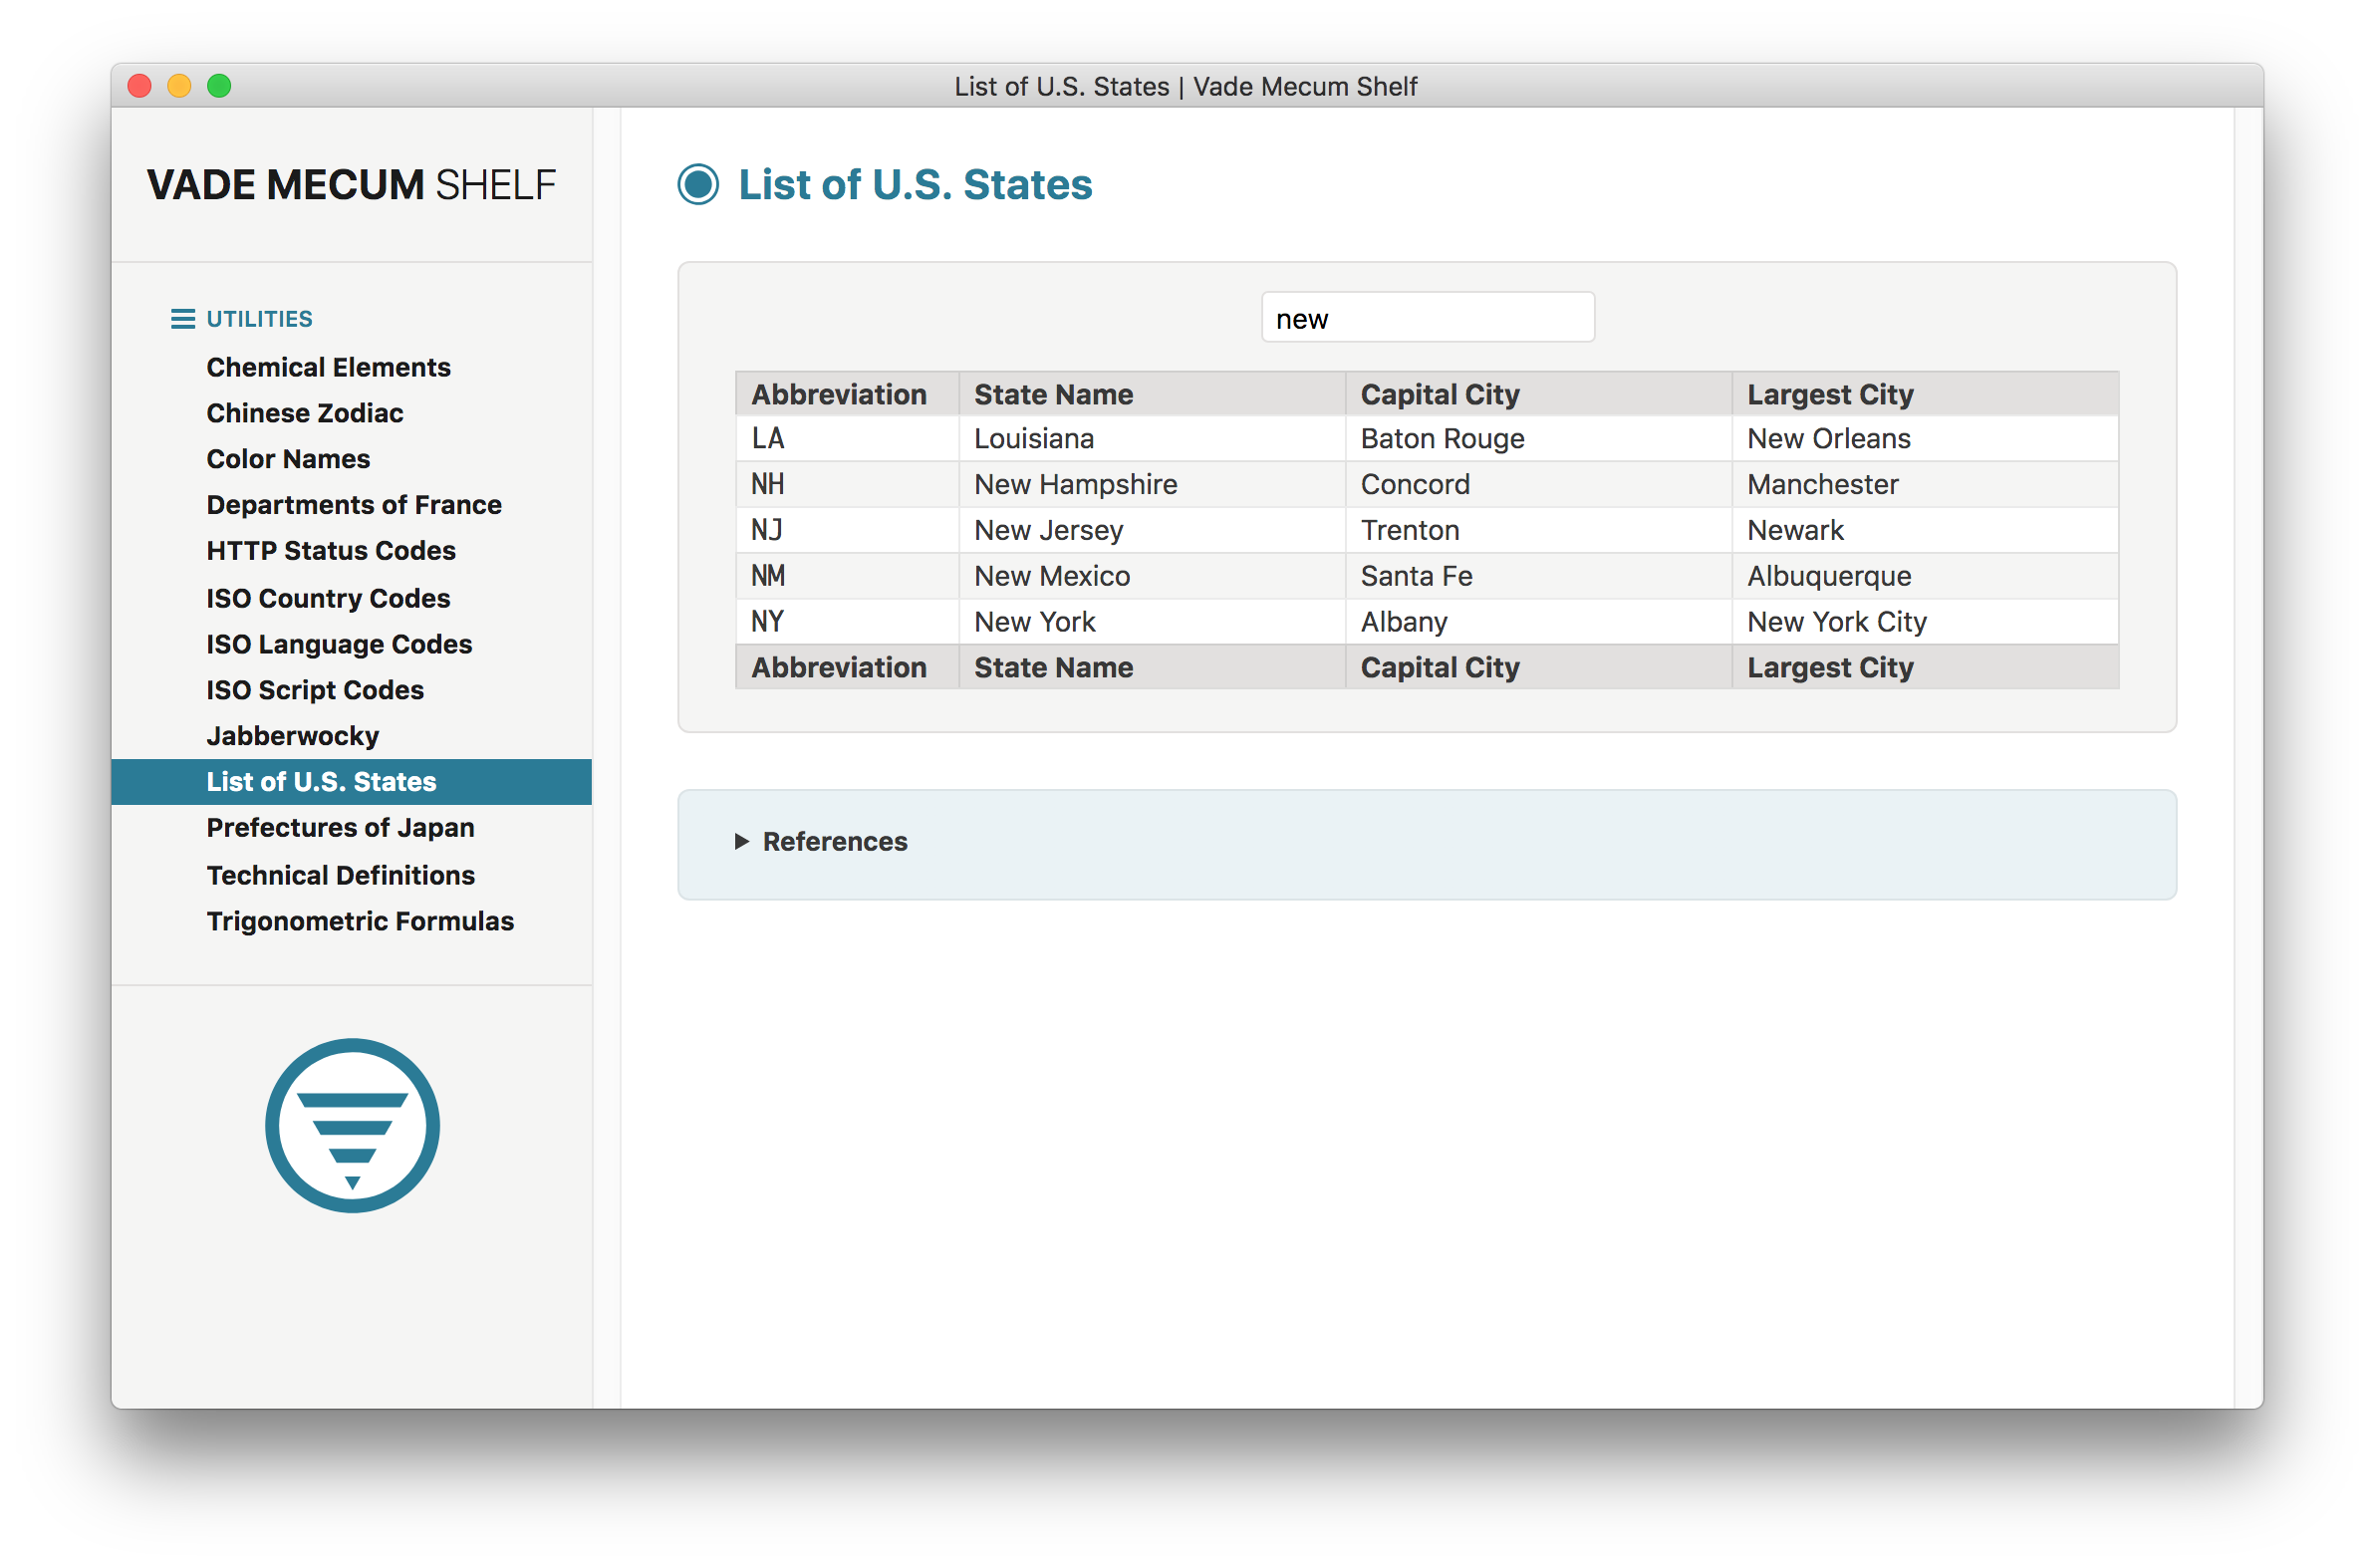 List of U.S. States | Vade Mecum Shelf
VADE MECUM SHELF
UTILITIES
Chemical Elements
Chinese Zodiac
Color Names
Departments of France
HTTP Status Codes
ISO Country Codes
ISO Language Codes
ISO Script Codes
Jabberwocky
List of U.S. States
Prefectures of Japan
Technical Definitions
Trigonometric Formulas
List of U.S. States
new
Abbreviation State Name Capital City Largest City
LA Louisiana Baton Rouge New Orleans
NH New Hampshire Concord Manchester
NJ New Jersey Trenton Newark
NM New Mexico Santa Fe Albuquerque
NY New York Albany New York City
Abbreviation State Name Capital City Largest City
References